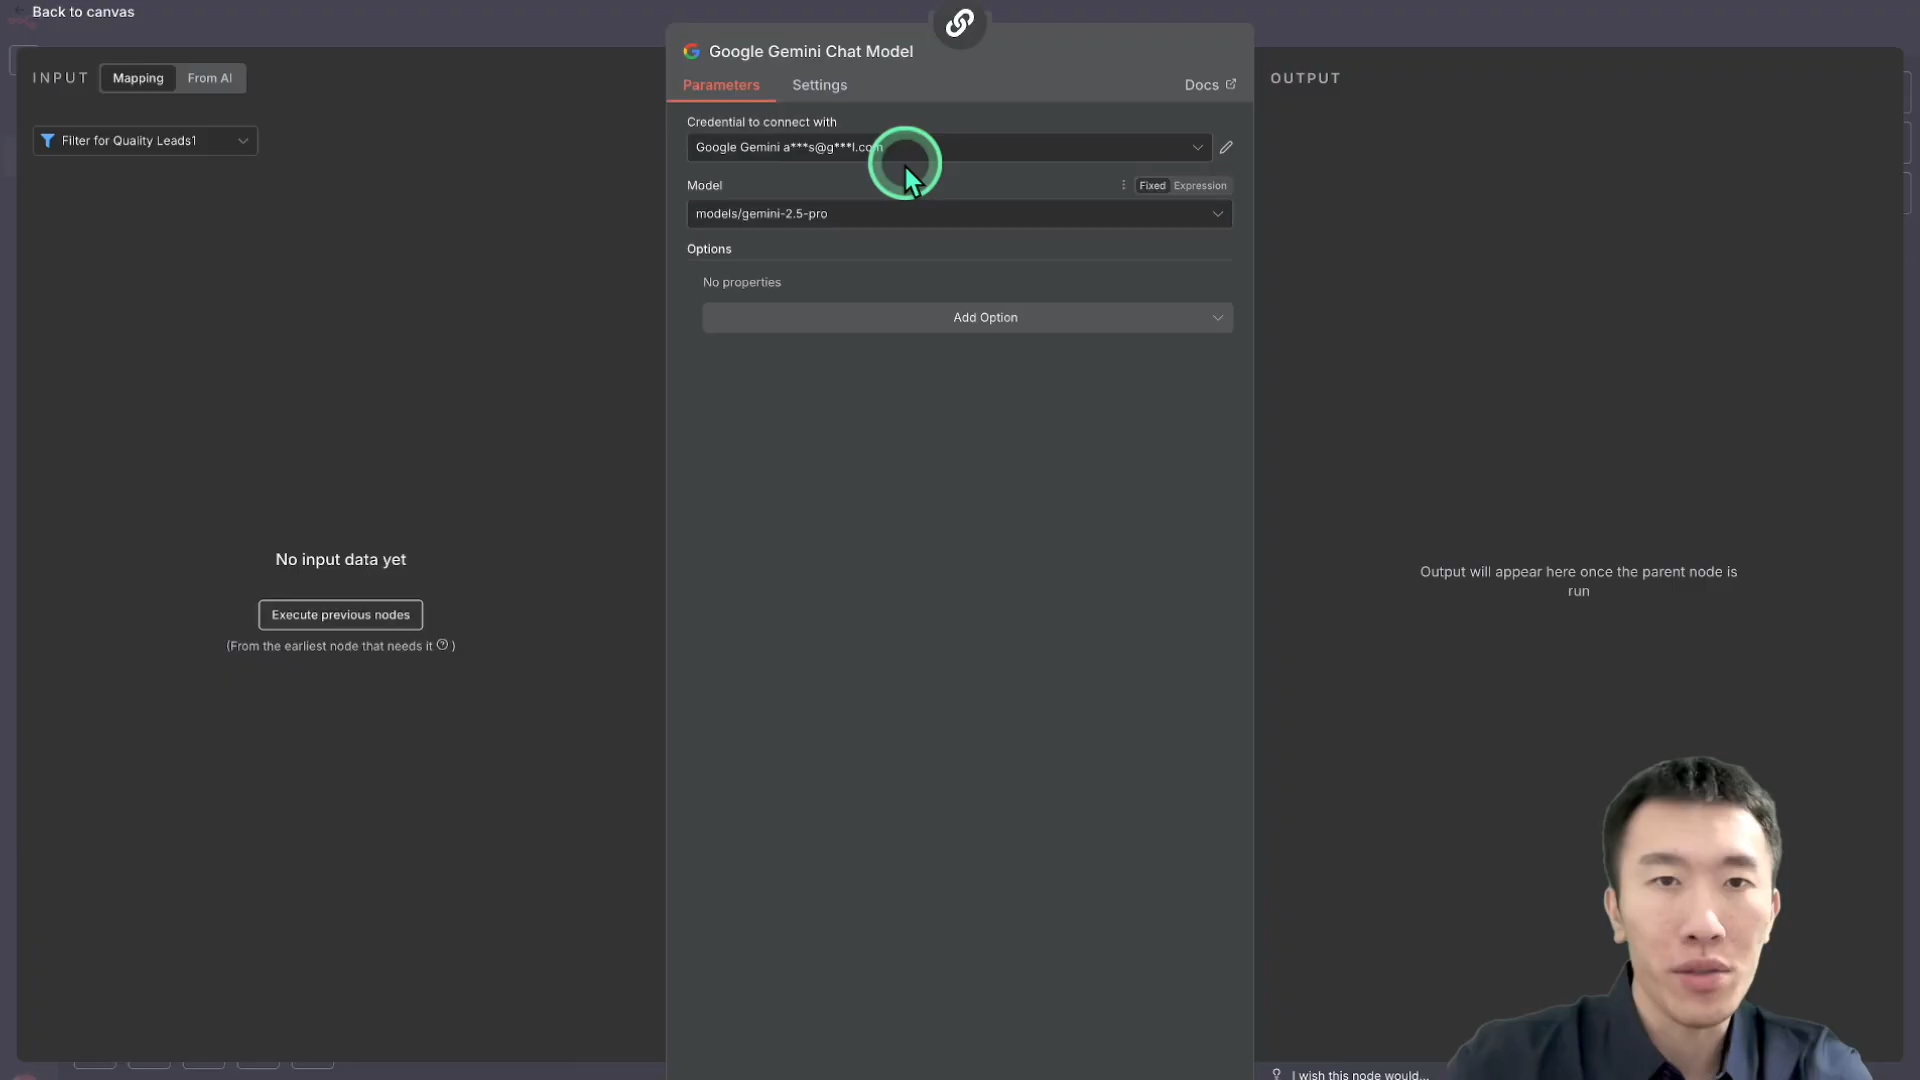 Back to canvas
Google Gemini Chat Model
INPUT
Mapping
From AI
Parameters
Settings
Docs
OUTPUT
Filter for Quality Leads1
Credential to connect with
Google Gemini a***s@g***l.com
Model
Fixed
Expression
models/gemini-2.5-pro
Options
No properties
Add Option
No input data yet
Execute previous nodes
(From the earliest node that needs it ? )
Output will appear here once the parent node is
run
I wish this node would...